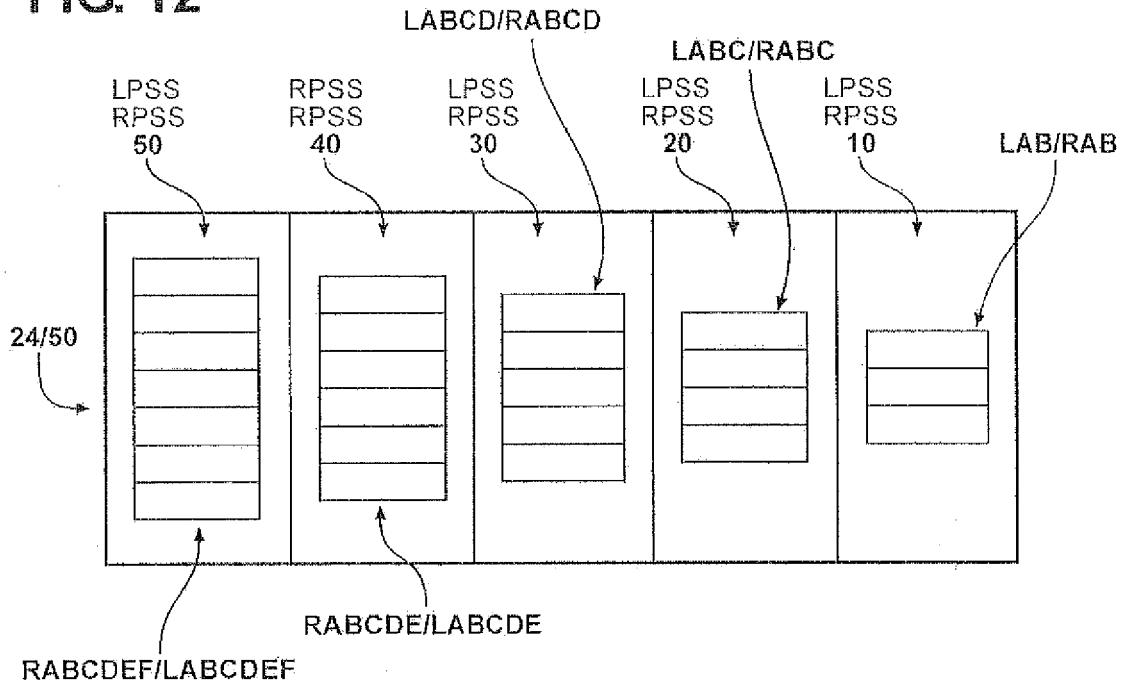 FIG. 12
LABCD/RABCD
LABC/RABC
LPSS
RPSS
50
RPSS
RPSS
40
LPSS
RPSS
30
LPSS
RPSS
20
LPSS
RPSS
10
LAB/RAB
24/50
RABCDE/LABCDE
RABCDEF/LABCDEF